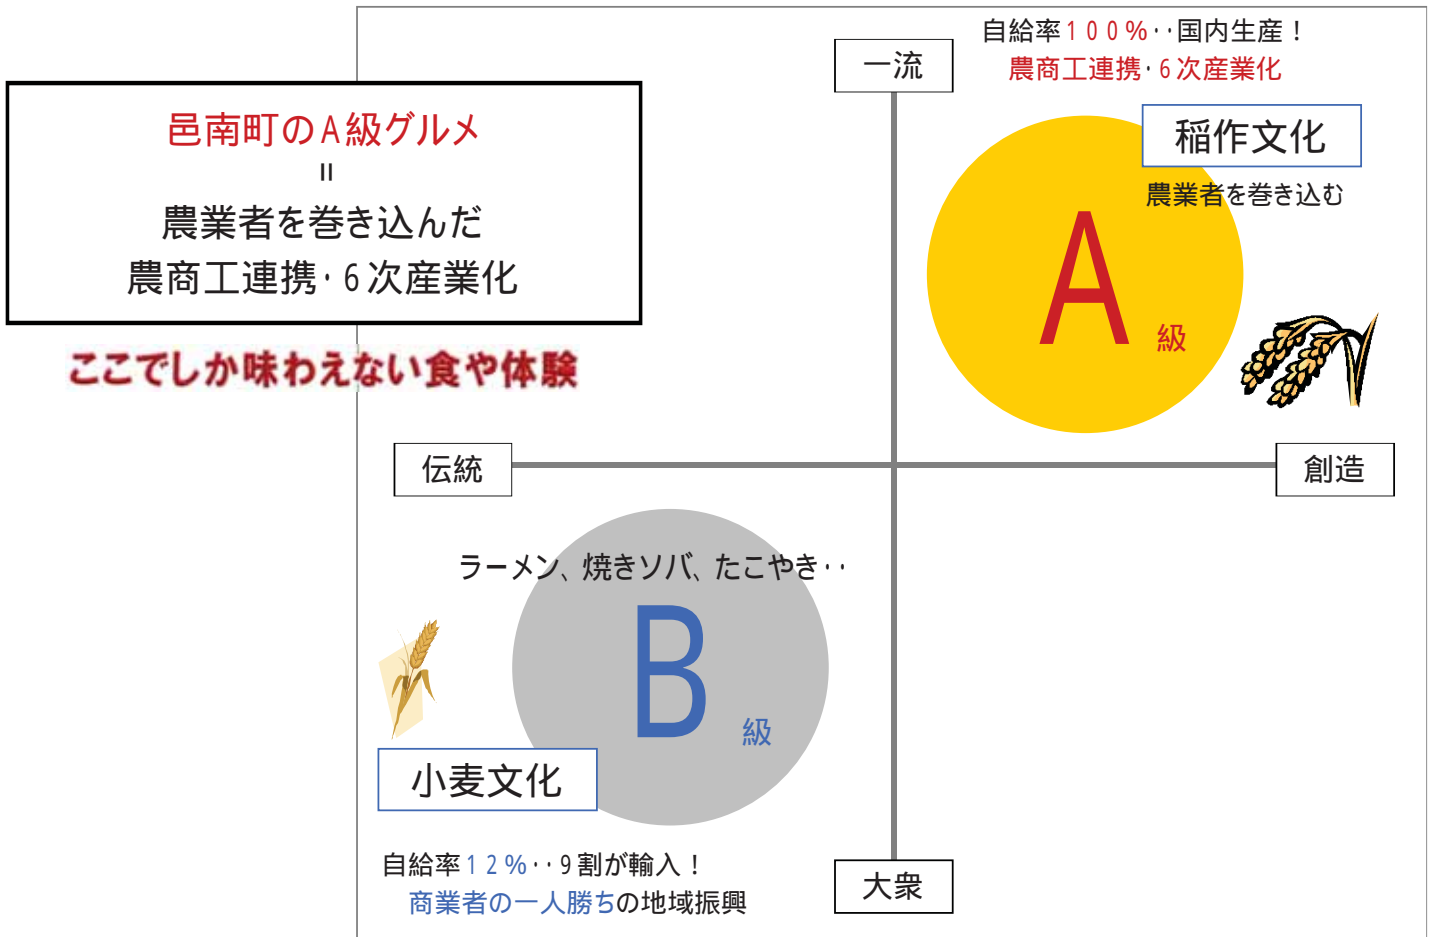 邑南町のA級グルメ
＝
農業者を巻き込んだ
農商工連携・6次産業化
ここでしか味わえない食や体験
一流
自給率100%‥国内生産！
農商工連携・6次産業化
稲作文化
農業者を巻き込む
A級
伝統
創造
ラーメン、焼きソバ、たこやき‥
B級
小麦文化
自給率12%‥9割が輸入！
商業者の一人勝ちの地域振興
大衆